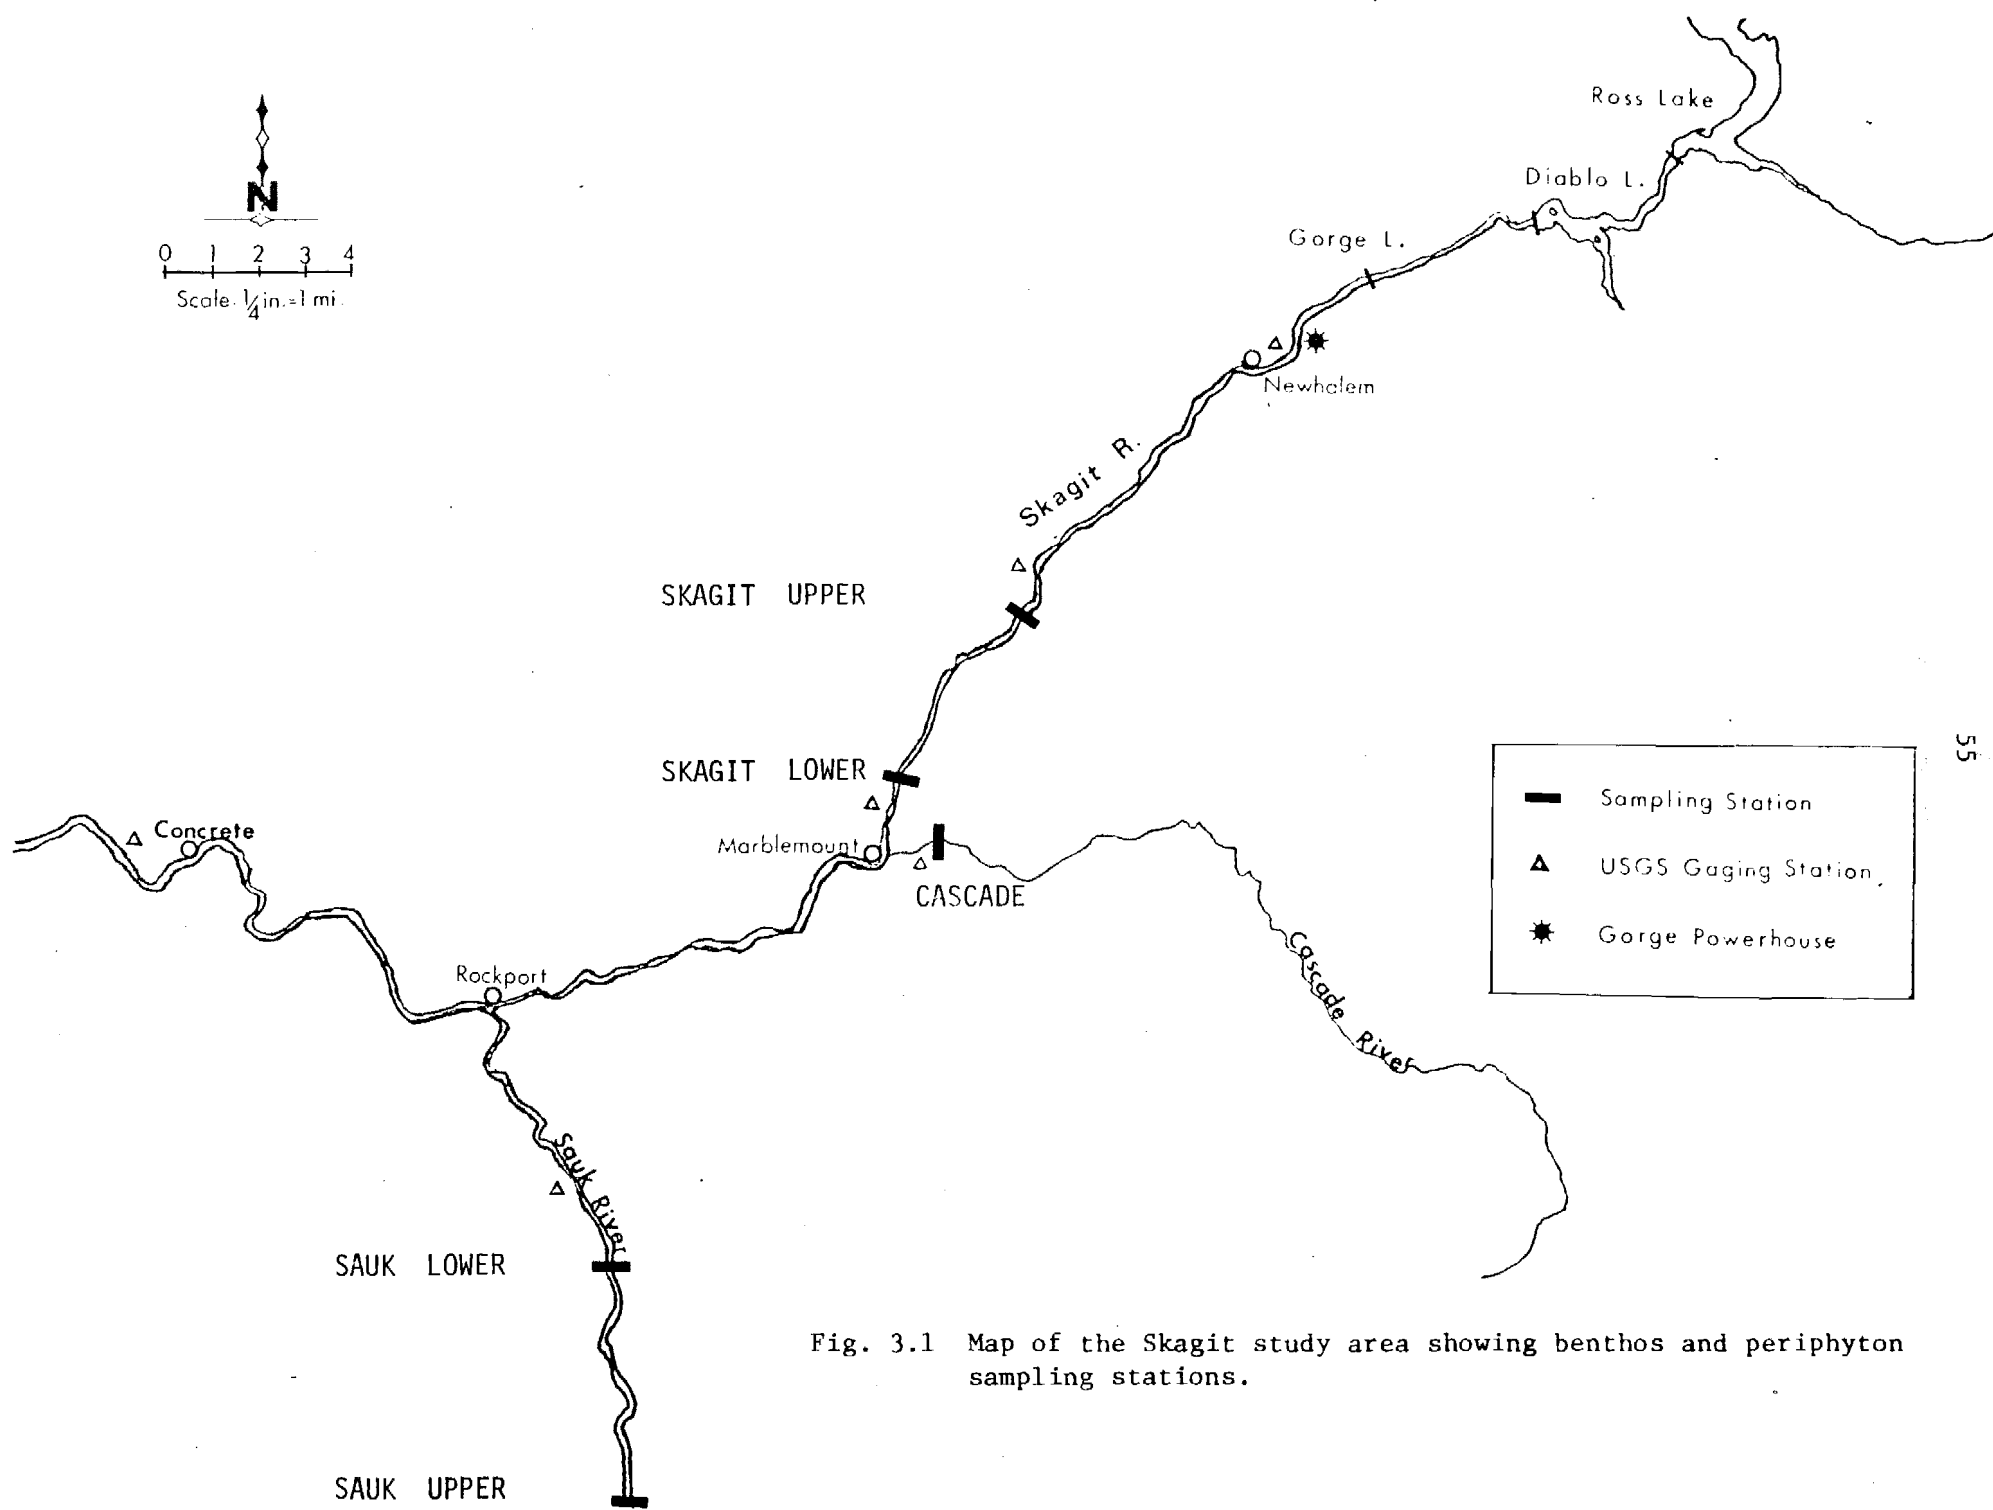 Ross Lake
Diablo L.
Gorge L.
N
0 1 2 3 4
Scale 1/4 in.=1 mi.
Newhalem
Skagit R.
SKAGIT UPPER
SKAGIT LOWER
55
Sampling Station
USGS Gaging Station
Gorge Powerhouse
Concrete
Marblemount
CASCADE
Rockport
Cascade River
Sauk River
SAUK LOWER
Fig. 3.1 Map of the Skagit study area showing benthos and periphyton
sampling stations.
SAUK UPPER